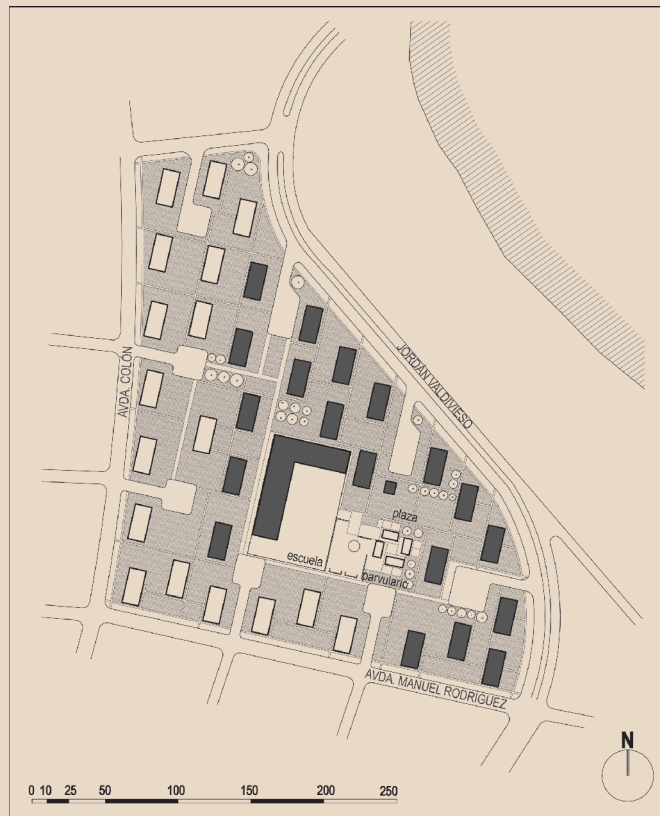 JORDÁN VALDIVIESO
AVDA. COLÓN
plaza
escuela
parvulario
AVDA. MANUEL RODRÍGUEZ
N
0 10 25 50 100 150 200 250